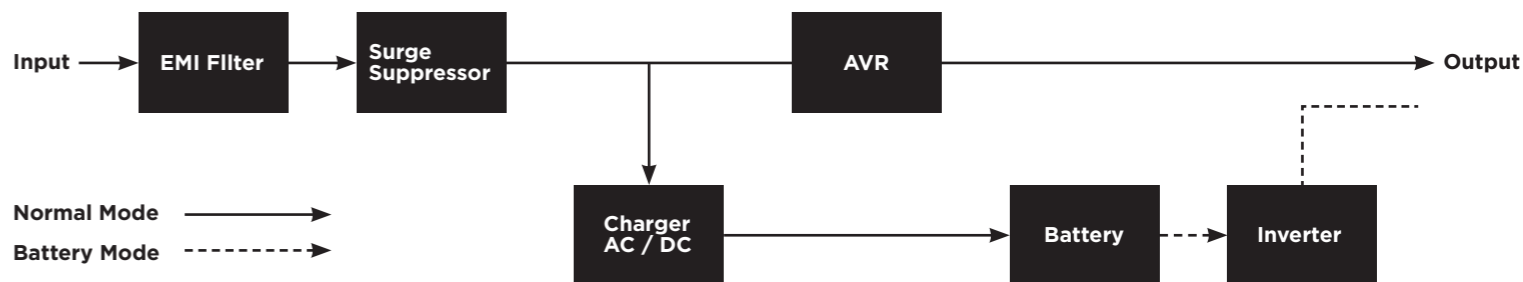 Input
EMI FIlter
Surge
Suppressor
AVR
Output
Normal Mode
Battery Mode
Charger
AC / DC
Battery
Inverter